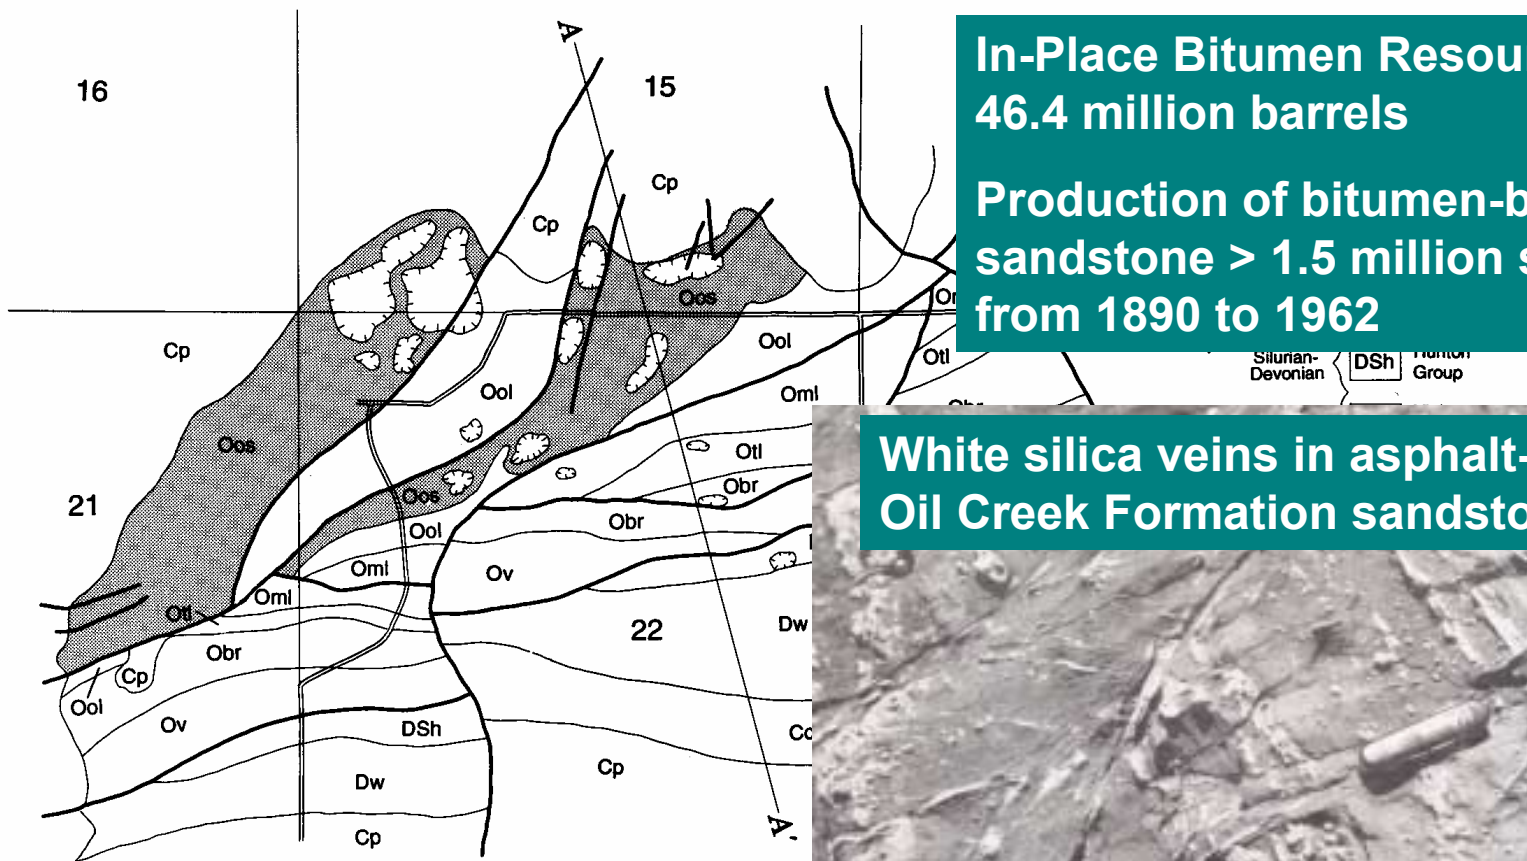 A
16
15
In-Place Bitumen Resou
46.4 million barrels
Production of bitumen-b
sandstone > 1.5 million s
from 1890 to 1962
Cp
Cp
Oos
Cp
Ool
Otl
Silurian-
Devonian
DSh
Hunton
Group
Ool
Oml
Oos
Otl
White silica veins in asphalt-
Oil Creek Formation sandsto
Obr
Oos
21
Obr
Ool
Oml
Ov
Oml
Otl
22
Dw
Obr
Cp
Ool
Ov
DSh
Cp
Dw
A'
Cp